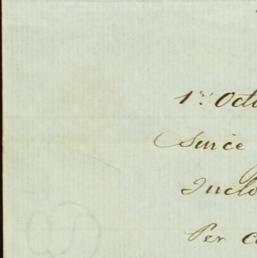 1st. Octo
Since
Inclo
Per C